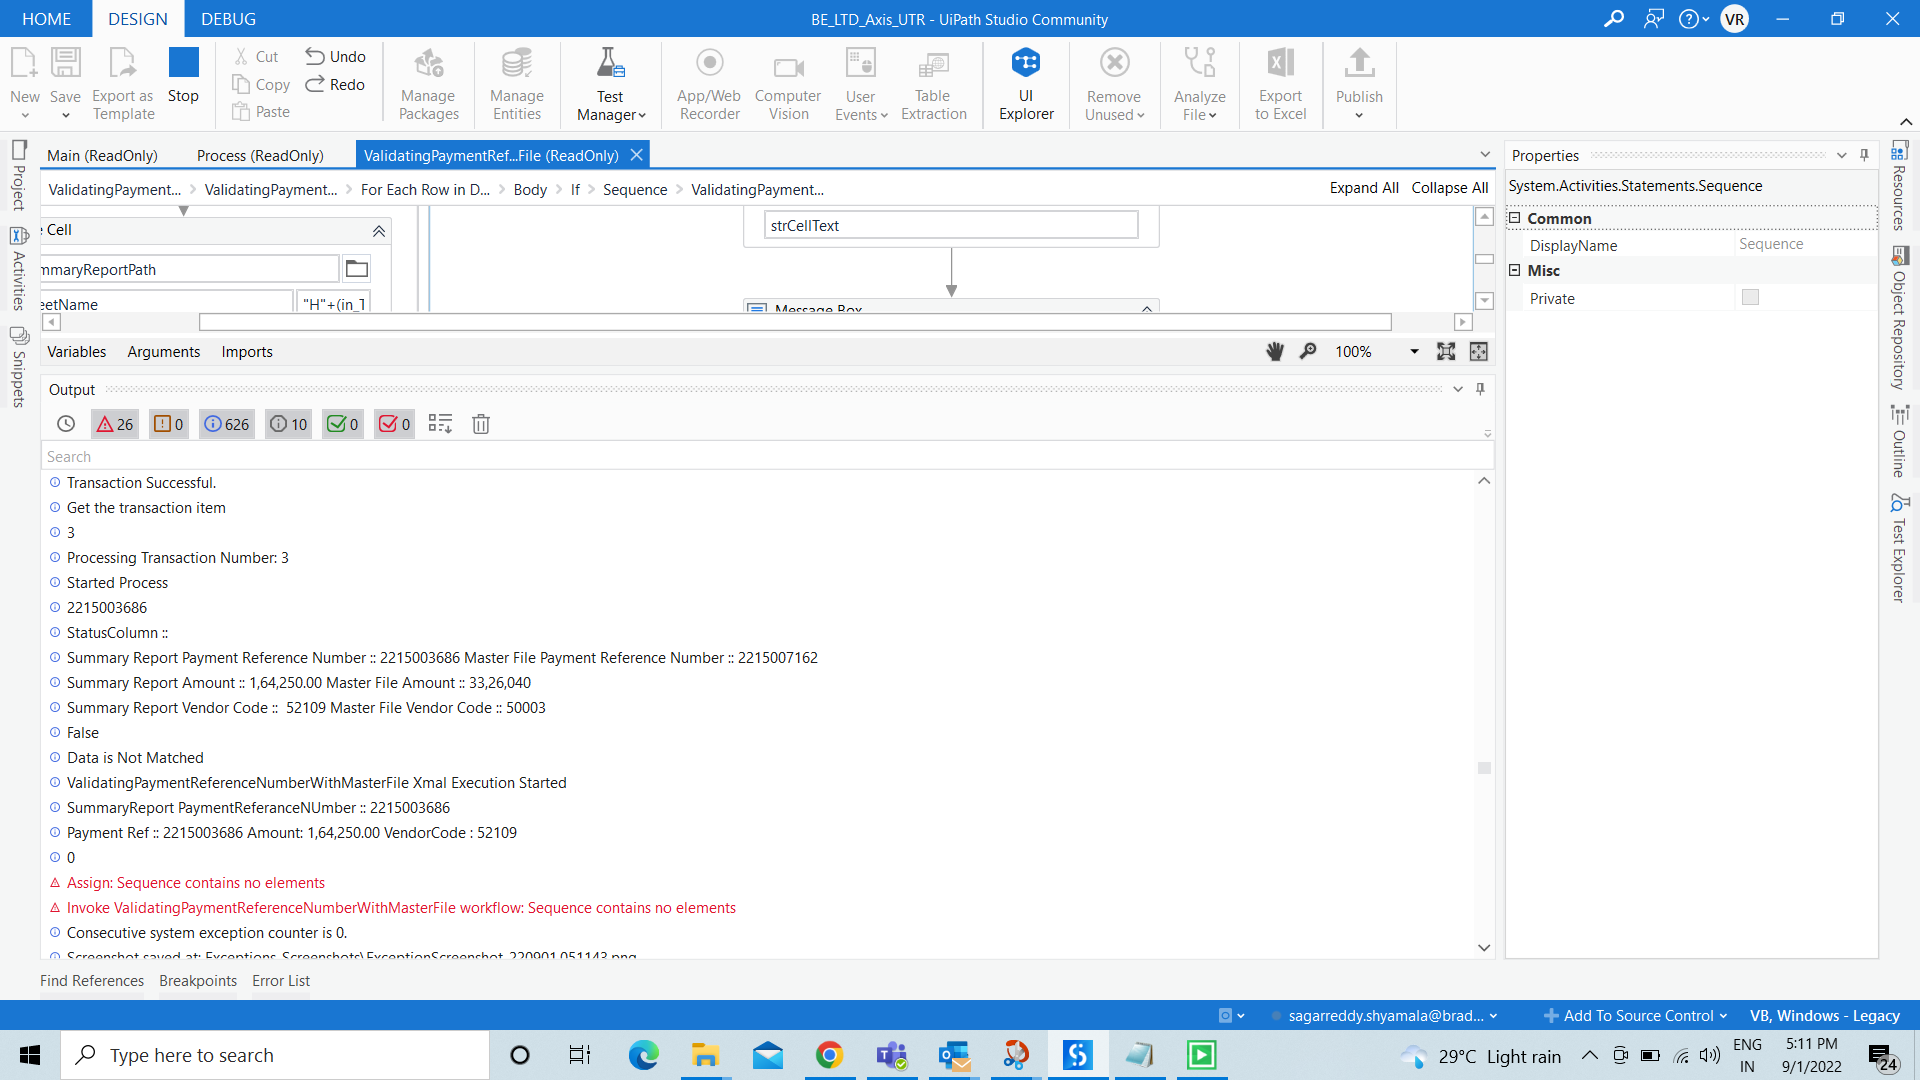 HOME DESIGN DEBUG BE_LTD_Axis_UTR - UiPath Studio Community VR
New Save Export as Template Stop Cut Copy Paste Undo Redo Manage Packages Manage Entities Test Manager App/Web Recorder Computer Vision User Events Table Extraction UI Explorer Remove Unused Analyze File Export to Excel Publish
Main (ReadOnly) Process (ReadOnly) ValidatingPaymentRef...File (ReadOnly)
ValidatingPayment... ValidatingPayment... For Each Row in D... Body If Sequence ValidatingPayment... Expand All Collapse All
Project
Activities
Snippets
Cell
mmaryReportPath
eetName "H"+(in_T
strCellText
Message Box
Variables Arguments Imports 100%
Output
26 0 626 10 0 0
Search
Transaction Successful.
Get the transaction item
3
Processing Transaction Number: 3
Started Process
2215003686
StatusColumn ::
Summary Report Payment Reference Number :: 2215003686 Master File Payment Reference Number :: 2215007162
Summary Report Amount :: 1,64,250.00 Master File Amount :: 33,26,040
Summary Report Vendor Code :: 52109 Master File Vendor Code :: 50003
False
Data is Not Matched
ValidatingPaymentReferenceNumberWithMasterFile Xmal Execution Started
SummaryReport PaymentReferanceNUmber :: 2215003686
Payment Ref :: 2215003686 Amount: 1,64,250.00 VendorCode : 52109
0
Assign: Sequence contains no elements
Invoke ValidatingPaymentReferenceNumberWithMasterFile workflow: Sequence contains no elements
Consecutive system exception counter is 0.
Screenshot saved at: Exceptions_Screenshots\ExceptionScreenshot_220901.051143.png
Find References Breakpoints Error List
Properties
System.Activities.Statements.Sequence
Common
DisplayName Sequence
Misc
Private
Resources
Object Repository
Outline
Test Explorer
sagarreddy.shyamala@brad... Add To Source Control VB, Windows - Legacy
Type here to search 29°C Light rain ENG IN 5:11 PM 9/1/2022 24